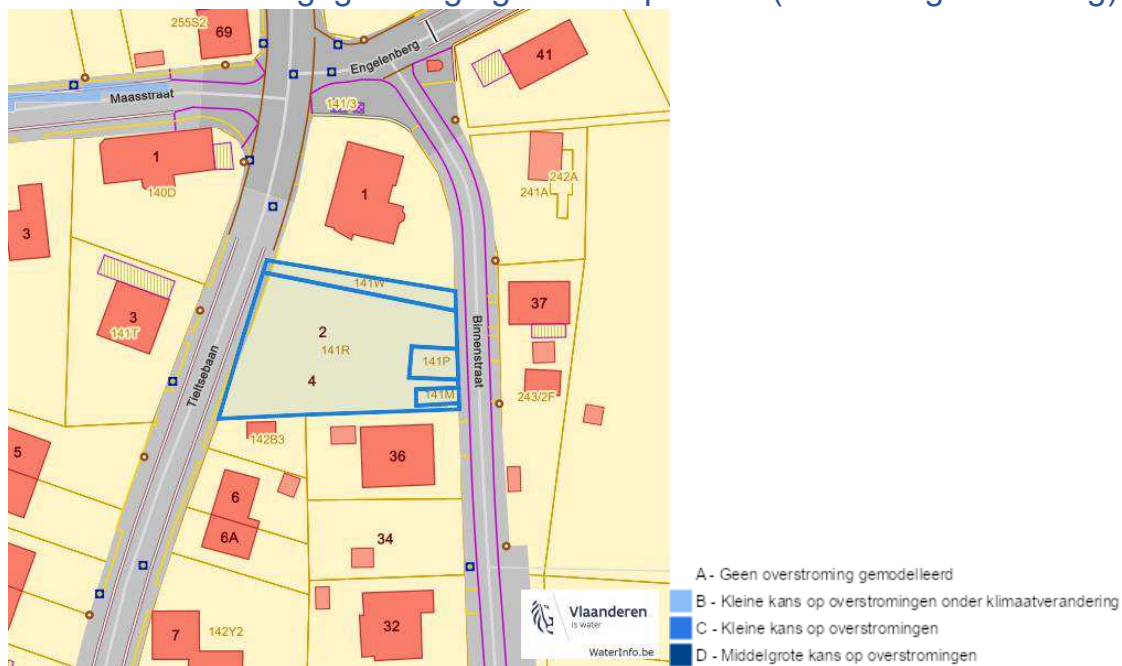 255S2
69
Engelenberg
41
Maasstraat
141/3
1
140D
1
242A
241A
3
141W
37
3
141T
2
141R
141P
4
141M
Binnenstraat
Tieltsebaan
243/2F
142B3
5
36
6
6A
34
7
142Y2
32
Vlaanderen
is water
WaterInfo.be
A - Geen overstroming gemodelleerd
B - Kleine kans op overstromingen onder klimaatverandering
C - Kleine kans op overstromingen
D - Middelgrote kans op overstromingen